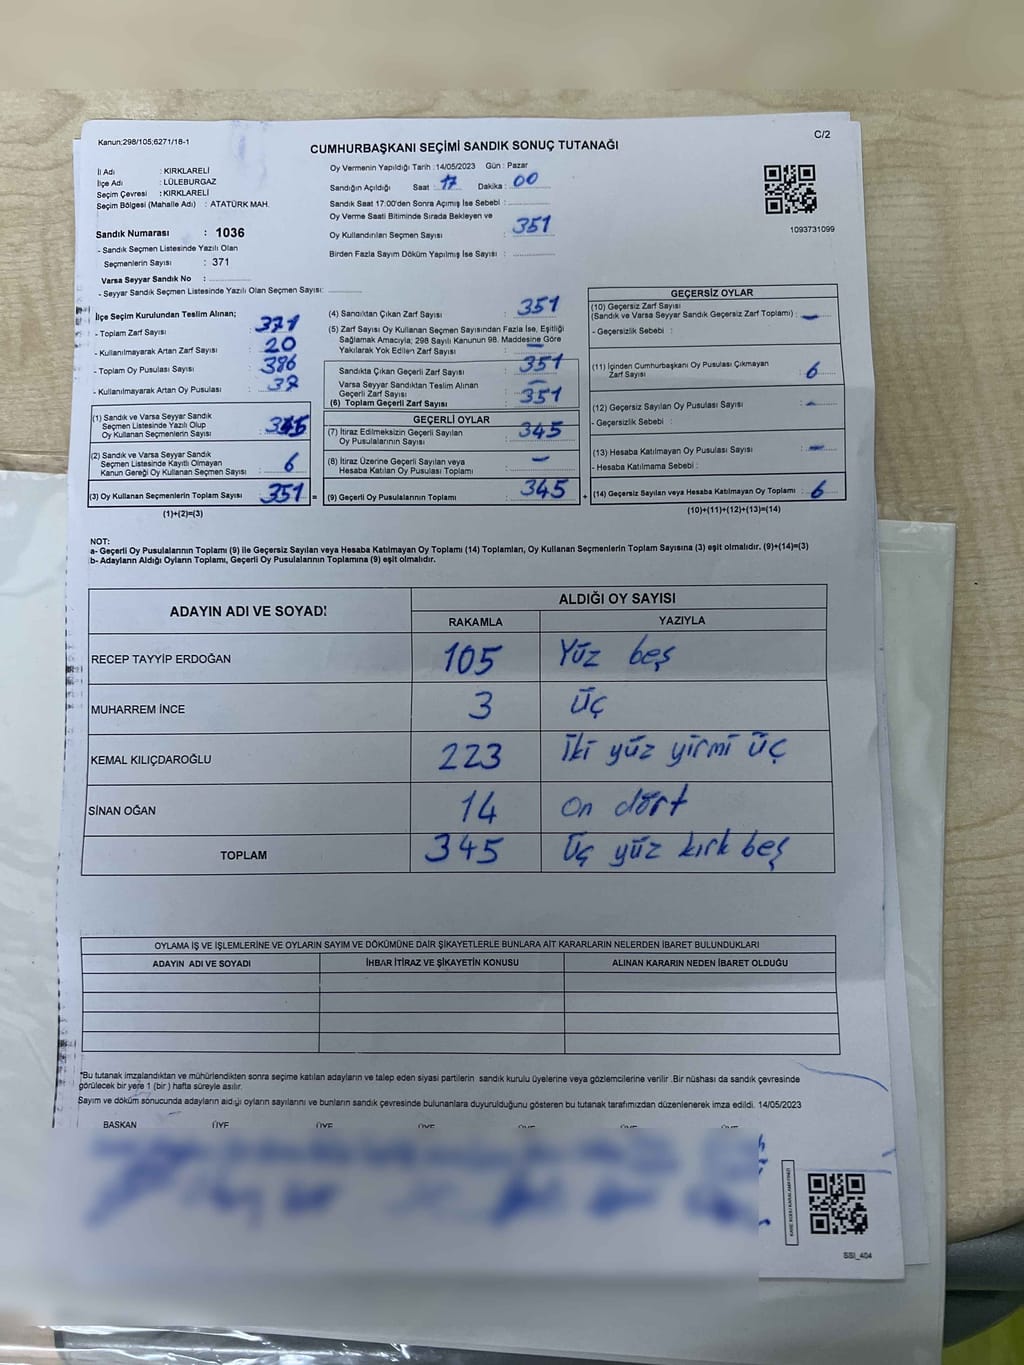 Kanun;298/105;6271/18-1
C/2
CUMHURBAŞKANI SEÇİMİ SANDIK SONUÇ TUTANAĞI
İl Adı : KIRKLARELİ
İlçe Adı : LÜLEBURGAZ
Seçim Çevresi : KIRKLARELİ
Seçim Bölgesi (Mahalle Adı) : ATATÜRK MAH.
Sandık Numarası : 1036
- Sandık Seçmen Listesinde Yazılı Olan
Seçmenlerin Sayısı : 371
Varsa Seyyar Sandık No :
- Seyyar Sandık Seçmen Listesinde Yazılı Olan Seçmen Sayısı:
Oy Vermenin Yapıldığı Tarih :14/05/2023 Gün : Pazar
Sandığın Açıldığı Saat : 17 Dakika : 00
Sandık Saat 17:00'den Sonra Açımış İse Sebebi :
Oy Verme Saati Bitiminde Sırada Bekleyen ve
Oy Kullandırılan Seçmen Sayısı : 351
Birden Fazla Sayım Döküm Yapılmış İse Sayısı :
1093731099
İlçe Seçim Kurulundan Teslim Alınan;
- Toplam Zarf Sayısı : 371
- Kullanılmayarak Artan Zarf Sayısı : 20
- Toplam Oy Pusulası Sayısı : 386
- Kullanılmayarak Artan Oy Pusulası :
(1) Sandık ve Varsa Seyyar Sandık
Seçmen Listesinde Yazılı Olup
Oy Kullanan Seçmenlerin Sayısı : 345
(2) Sandık ve Varsa Seyyar Sandık
Seçmen Listesinde Kayıtlı Olmayan
Kanun Gereği Oy Kullanan Seçmen Sayısı : 6
(3) Oy Kullanan Seçmenlerin Toplam Sayısı : 351 =
(1)+(2)=(3)
(4) Sandıktan Çıkan Zarf Sayısı : 351
(5) Zarf Sayısı Oy Kullanan Seçmen Sayısından Fazla İse, Eşitliği
Sağlamak Amacıyla; 298 Sayılı Kanunun 98. Maddesine Göre
Yakılarak Yok Edilen Zarf Sayısı : –
Sandıkta Çıkan Geçerli Zarf Sayısı : 351
Varsa Seyyar Sandıktan Teslim Alınan
Geçerli Zarf Sayısı : –
(6) Toplam Geçerli Zarf Sayısı : 351
GEÇERLİ OYLAR
(7) İtiraz Edilmeksizin Geçerli Sayılan
Oy Pusulalarının Sayısı : 345
(8) İtiraz Üzerine Geçerli Sayılan veya
Hesaba Katılan Oy Pusulası Toplamı : –
(9) Geçerli Oy Pusulalarının Toplamı : 345 +
GEÇERSİZ OYLAR
(10) Geçersiz Zarf Sayısı
(Sandık ve Varsa Seyyar Sandık Geçersiz Zarf Toplamı) : –
- Geçersizlik Sebebi :
(11) İçinden Cumhurbaşkanı Oy Pusulası Çıkmayan
Zarf Sayısı : 6
(12) Geçersiz Sayılan Oy Pusulası Sayısı : –
- Geçersizlik Sebebi :
(13) Hesaba Katılmayan Oy Pusulası Sayısı : –
- Hesaba Katılmama Sebebi :
(14) Geçersiz Sayılan veya Hesaba Katılmayan Oy Toplamı : 6
(10)+(11)+(12)+(13)=(14)
NOT:
a- Geçerli Oy Pusulalarının Toplamı (9) ile Geçersiz Sayılan veya Hesaba Katılmayan Oy Toplamı (14) Toplamları, Oy Kullanan Seçmenlerin Toplam Sayısına (3) eşit olmalıdır. (9)+(14)=(3)
b- Adayların Aldığı Oyların Toplamı, Geçerli Oy Pusulalarının Toplamına (9) eşit olmalıdır.
ADAYIN ADI VE SOYADI
ALDIĞI OY SAYISI
RAKAMLA YAZIYLA
RECEP TAYYİP ERDOĞAN 105 Yüz beş
MUHARREM İNCE 3 Üç
KEMAL KILIÇDAROĞLU 223 İki yüz yirmi üç
SİNAN OĞAN 14 On dört
TOPLAM 345 Üç yüz kırk beş
OYLAMA İŞ VE İŞLEMLERİNE VE OYLARIN SAYIM VE DÖKÜMÜNE DAİR ŞİKAYETLERLE BUNLARA AİT KARARLARIN NELERDEN İBARET BULUNDUKLARI
ADAYIN ADI VE SOYADI İHBAR İTİRAZ VE ŞİKAYETİN KONUSU ALINAN KARARIN NEDEN İBARET OLDUĞU
*Bu tutanak imzalandıktan ve mühürlendikten sonra seçime katılan adayların ve talep eden siyasi partilerin sandık kurulu üyelerine veya gözlemcilerine verilir .Bir nüshası da sandık çevresinde
görülecek bir yere 1 (bir ) hafta süreyle asılır.
Sayım ve döküm sonucunda adayların aldığı oyların sayılarını ve bunların sandık çevresinde bulunanlara duyurulduğunu gösteren bu tutanak tarafımızdan düzenlenerek imza edildi. 14/05/2023
BAŞKAN ÜYE ÜYE ÜYE ÜYE ÜYE ÜYE
SSI_404